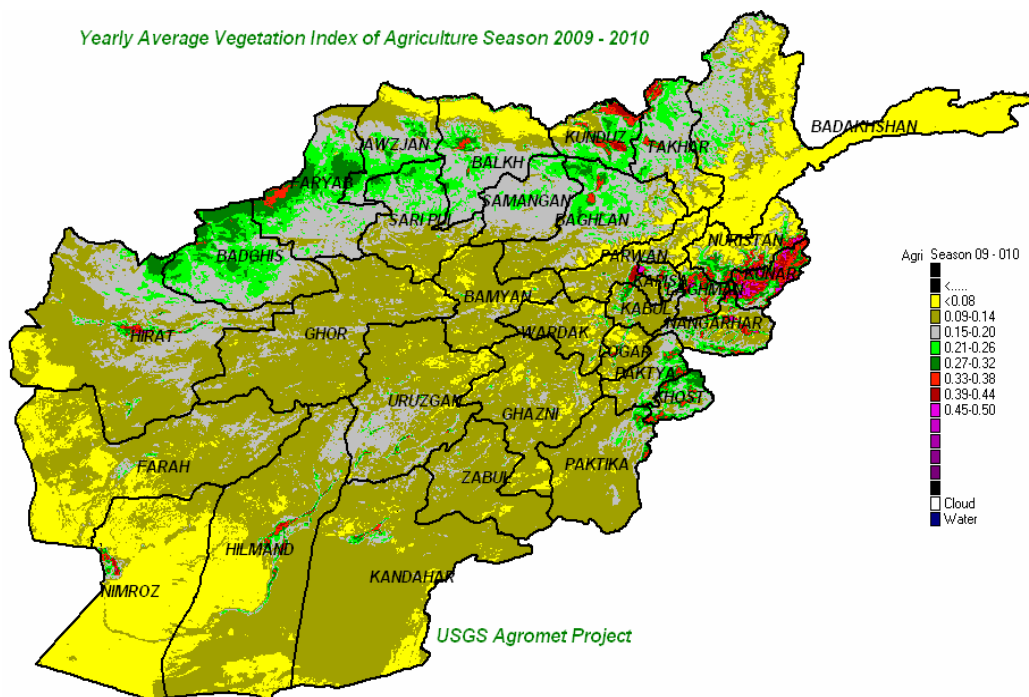 Yearly Average Vegetation Index of Agriculture Season 2009 - 2010
BADAKHSHAN
KUNDUZ
JAWZJAN
TAKHAR
BALKH
FARYAB
SAMANGAN
BAGHLAN
SARI PUL
NURISTAN
BADGHIS
PARWAN
KUNAR
KAPISA
LAGHMAN
BAMYAN
KABUL
NANGARHAR
HIRAT
GHOR
WARDAK
LOGAR
PAKTYA
URUZGAN
KHOST
GHAZNI
FARAH
ZABUL
PAKTIKA
HILMAND
KANDAHAR
NIMROZ
USGS Agromet Project
Agri Season 09 - 010
<.....
<0.08
0.09-0.14
0.15-0.20
0.21-0.26
0.27-0.32
0.33-0.38
0.39-0.44
0.45-0.50
Cloud
Water